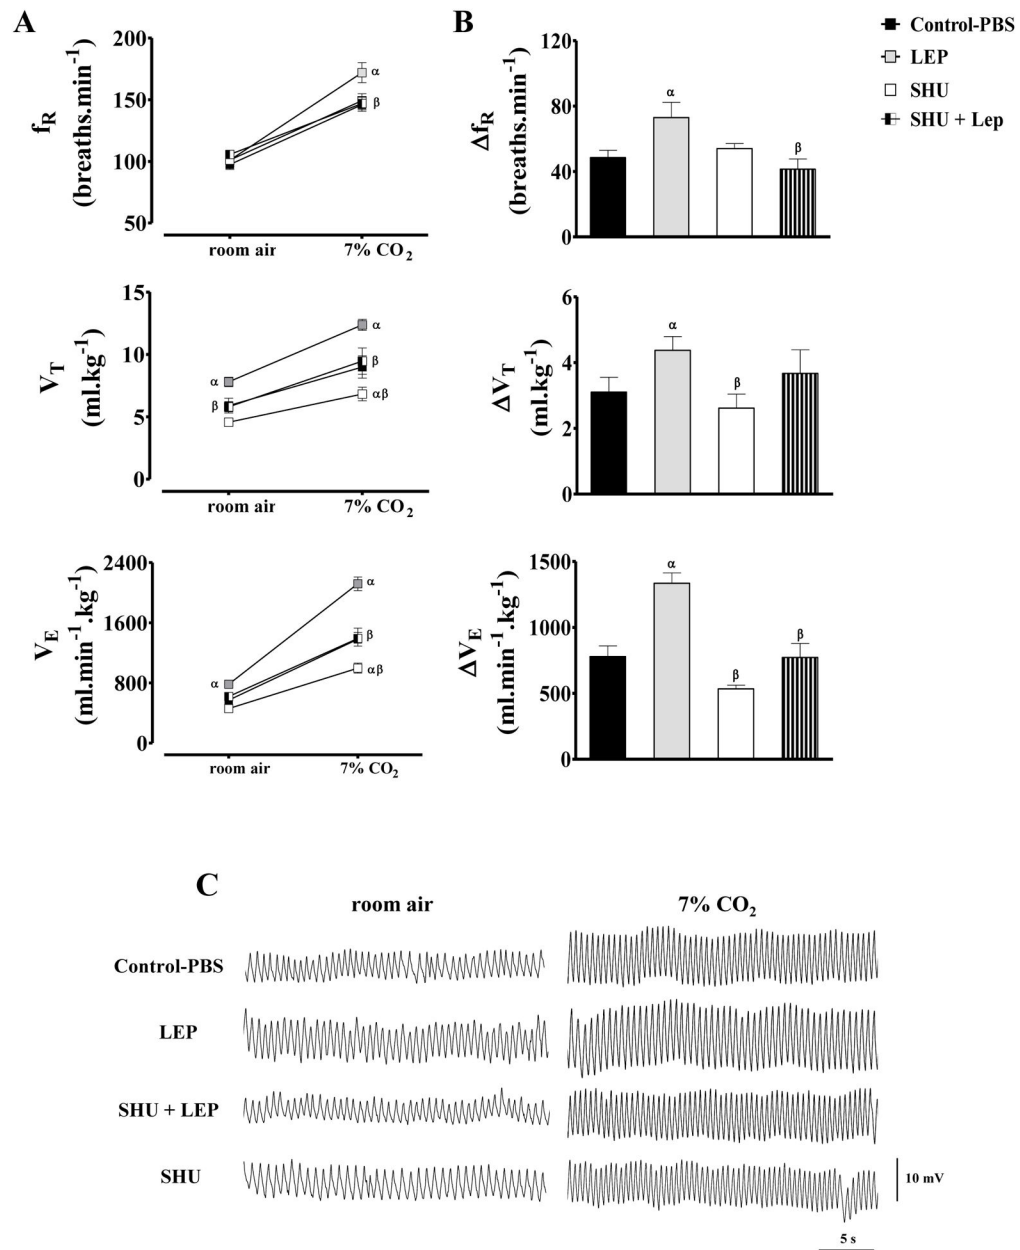 A
B
Control-PBS
LEP
SHU
SHU + Lep
fR
(breaths.min-1)
200
150
100
50
α
β
room air
7% CO2
ΔfR
(breaths.min-1)
120
80
40
0
α
β
VT
(ml.kg-1)
15
10
5
0
α
α
β
β
αβ
room air
7% CO2
ΔVT
(ml.kg-1)
6
4
2
0
α
β
VE
(ml.min-1.kg-1)
2400
1600
800
0
α
α
β
αβ
room air
7% CO2
ΔVE
(ml.min-1.kg-1)
1500
1000
500
0
α
β
β
C
room air
7% CO2
Control-PBS
LEP
SHU + LEP
SHU
10 mV
5 s